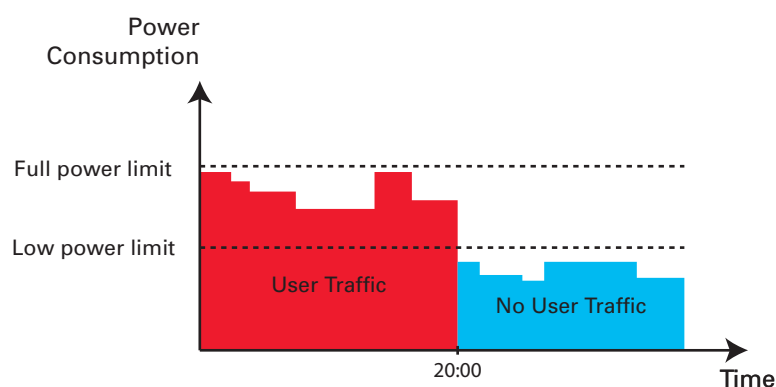 Power
Consumption
Full power limit
Low power limit
User Traffic
No User Traffic
20:00
Time